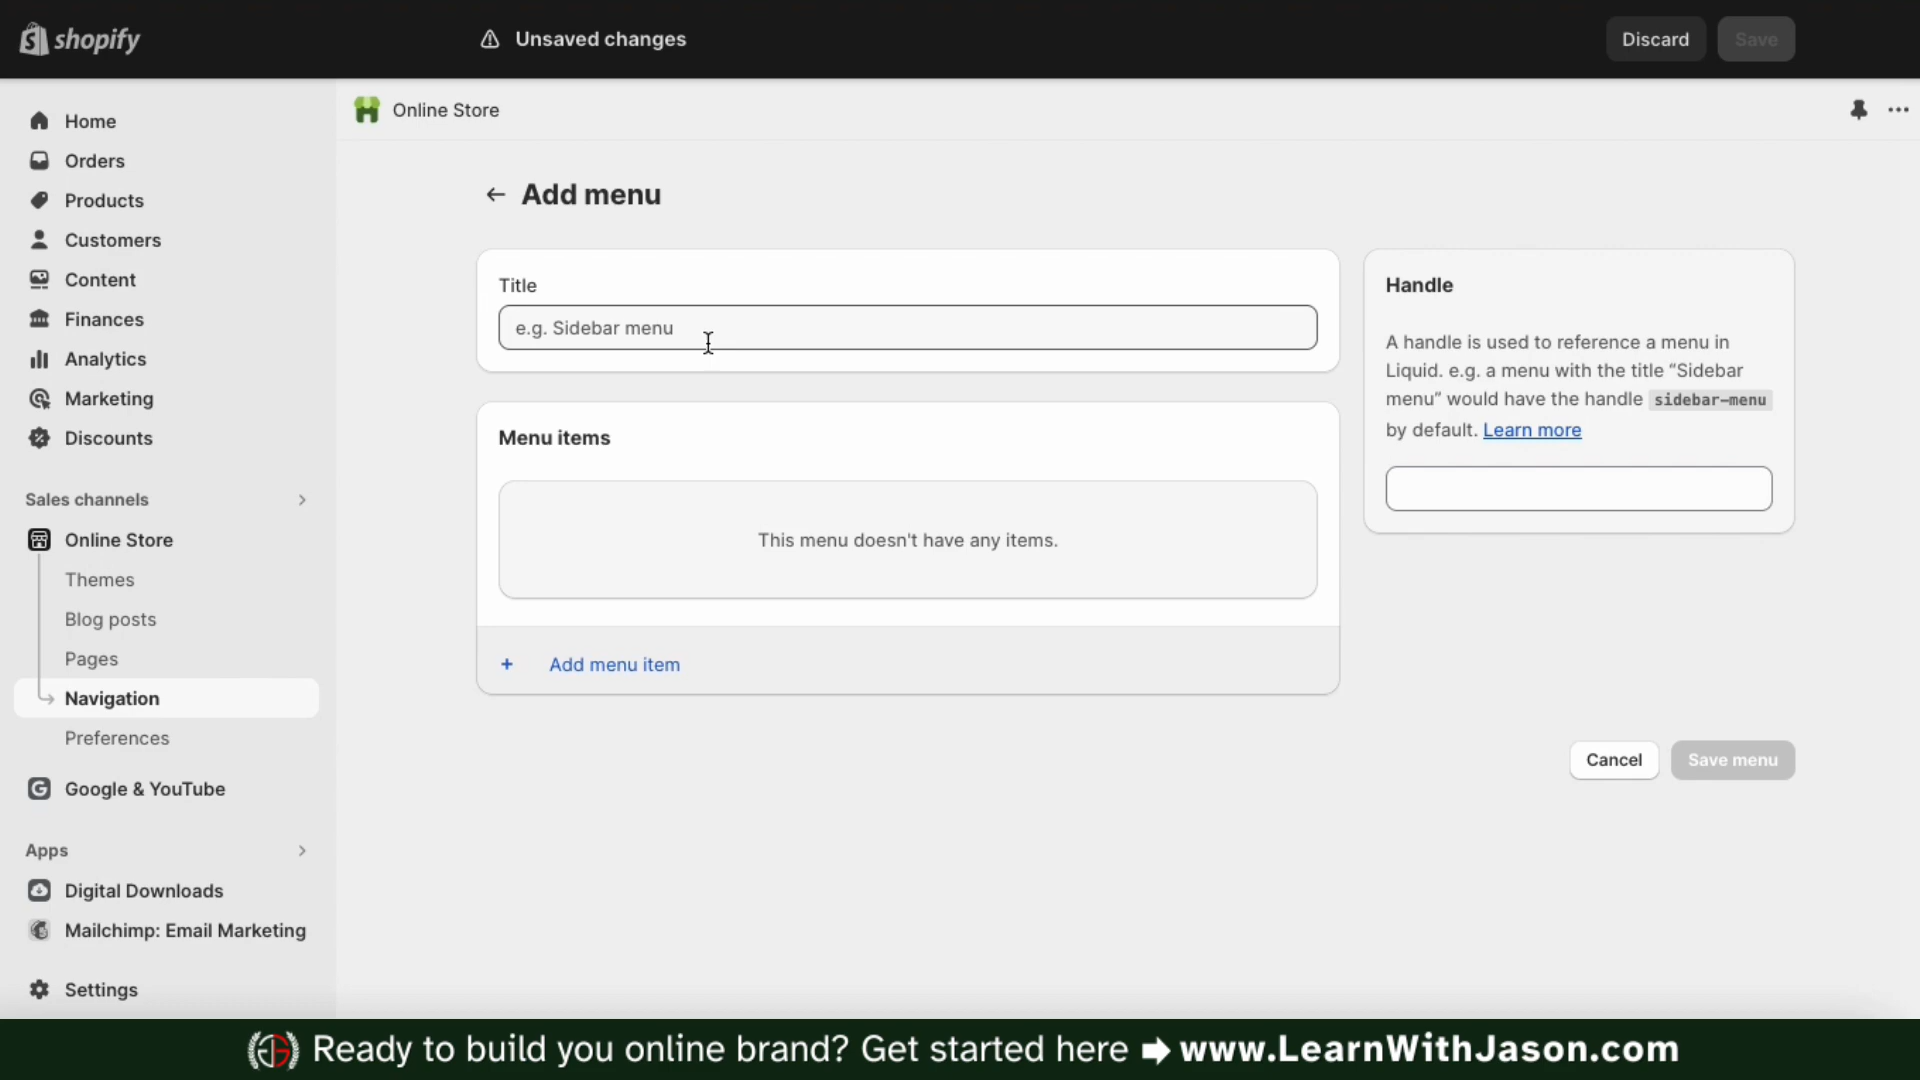 shopify
Unsaved changes
Discard
Save
Home
Orders
Products
Customers
Content
Finances
Analytics
Marketing
Discounts
Sales channels
Online Store
Themes
Blog posts
Pages
Navigation
Preferences
Google & YouTube
Apps
Digital Downloads
Mailchimp: Email Marketing
Settings
Online Store
Add menu
Title
e.g. Sidebar menu
Menu items
This menu doesn't have any items.
+ Add menu item
Handle
A handle is used to reference a menu in
Liquid. e.g. a menu with the title “Sidebar
menu” would have the handle sidebar-menu
by default. Learn more
Cancel
Save menu
Ready to build you online brand? Get started here ➡ www.LearnWithJason.com